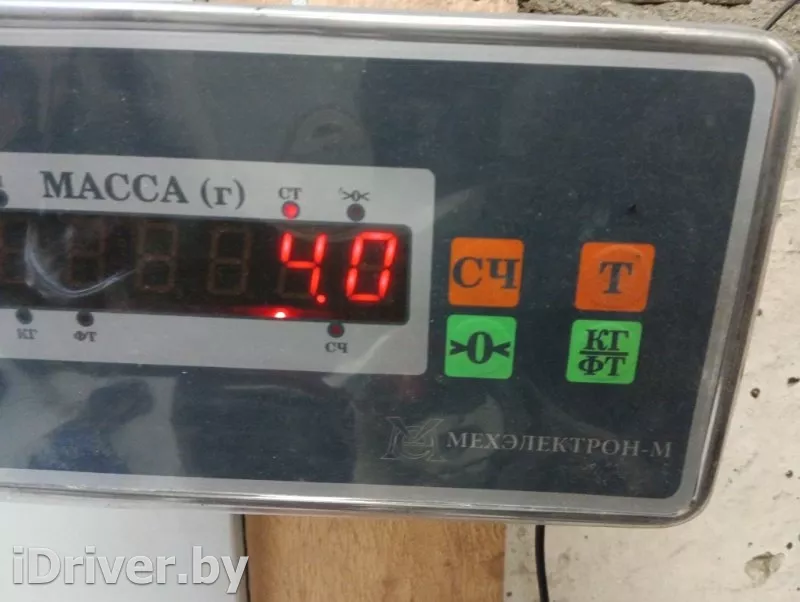 МАССА (г)
СТ
>0<
4.0
КГ
ФТ
СЧ
СЧ
Т
>0<
КГ
ФТ
МЕХЭЛЕКТРОН-М
iDriver.by